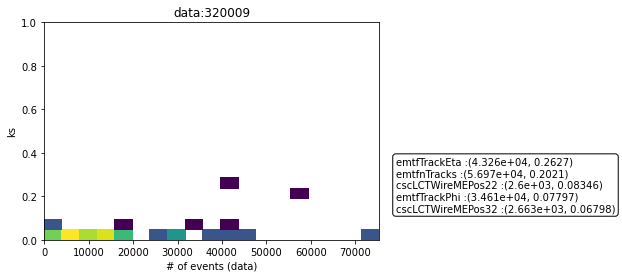 data:320009
1.0
0.8
0.6
0.4
0.2
0.0
ks
0 10000 20000 30000 40000 50000 60000 70000
# of events (data)
emtfTrackEta :(4.326e+04, 0.2627)
emtfnTracks :(5.697e+04, 0.2021)
cscLCTWireMEPos22 :(2.6e+03, 0.08346)
emtfTrackPhi :(3.461e+04, 0.07797)
cscLCTWireMEPos32 :(2.663e+03, 0.06798)